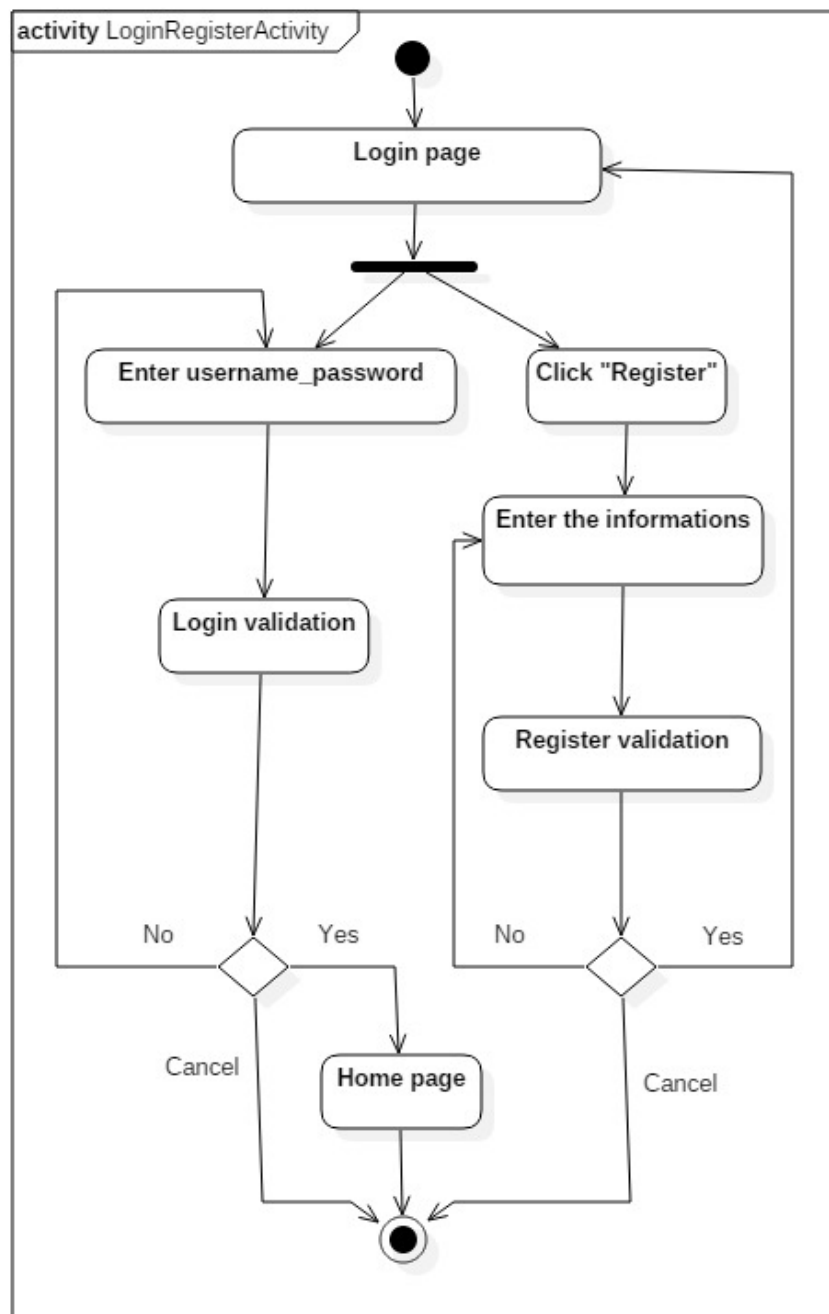 activity LoginRegisterActivity
Login page
Enter username_password
Click "Register"
Enter the informations
Login validation
Register validation
No
Yes
No
Yes
Cancel
Home page
Cancel